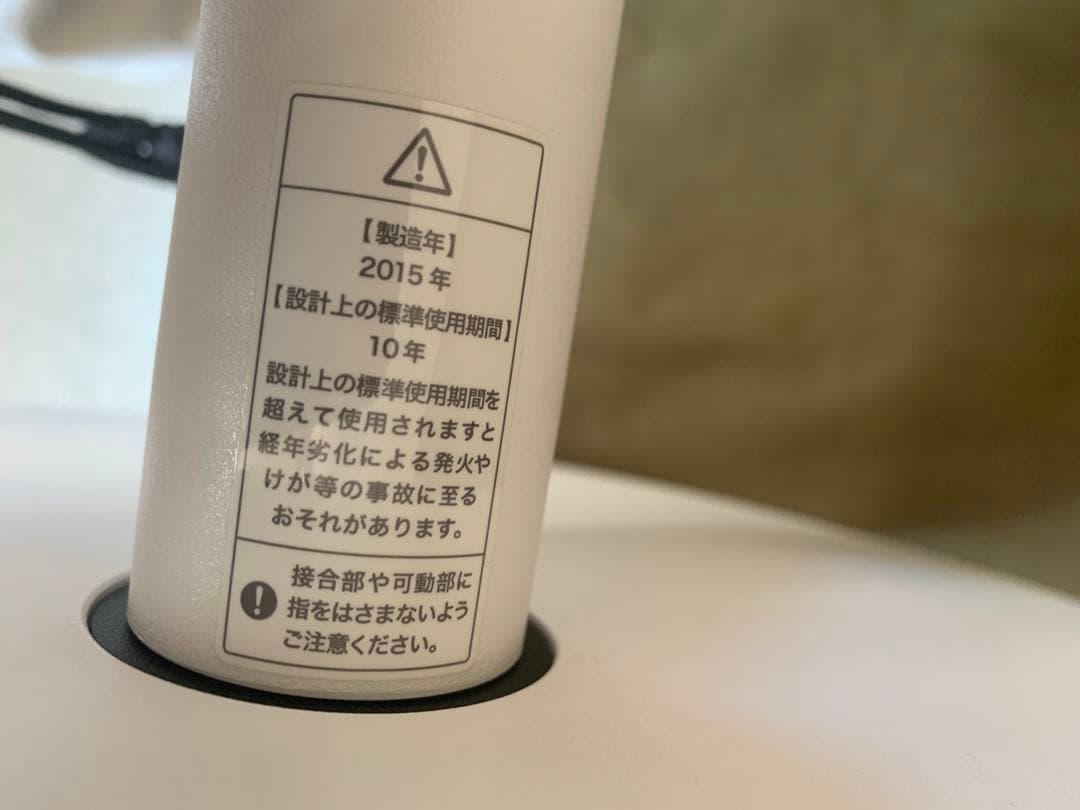 【製造年】
2015年
【設計上の標準使用期間】
10年
設計上の標準使用期間を
超えて使用されますと
経年劣化による発火や
けが等の事故に至る
おそれがあります。
接合部や可動部に
指をはさまないよう
ご注意ください。